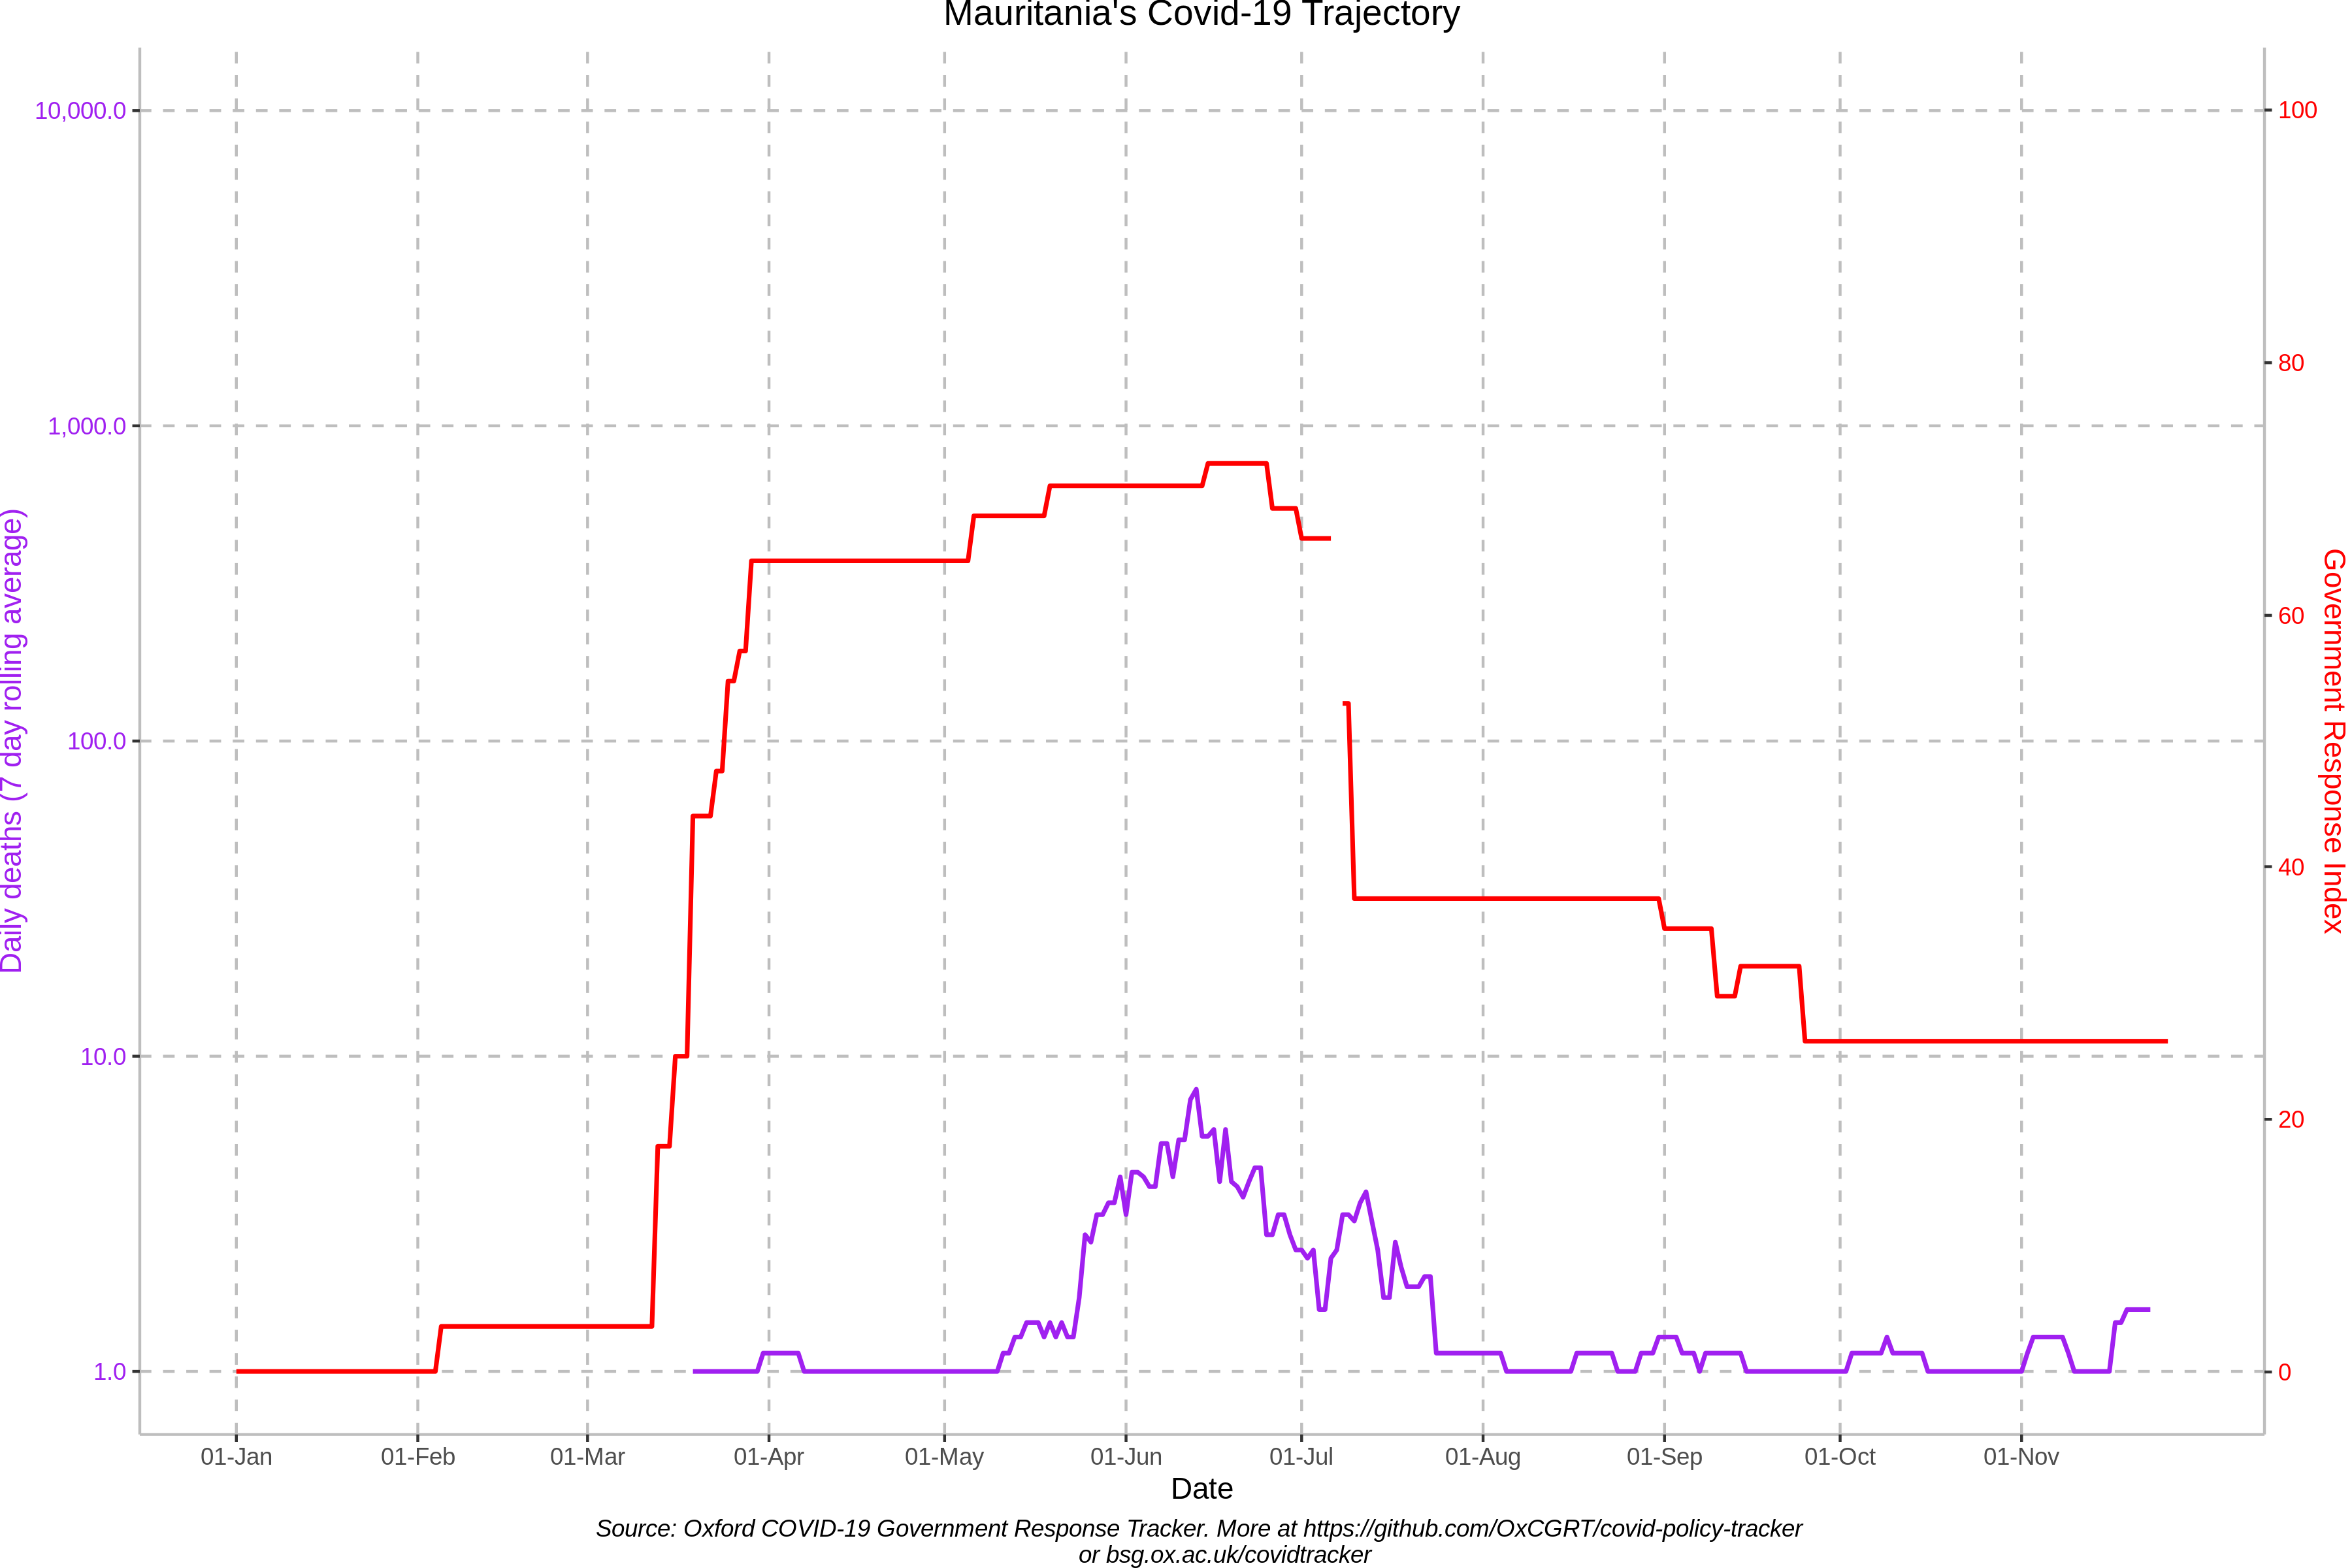 Mauritania's Covid-19 Trajectory
10,000.0
1,000.0
100.0
10.0
1.0
Daily deaths (7 day rolling average)
100
80
60
40
20
0
Government Response Index
01-Jan
01-Feb
01-Mar
01-Apr
01-May
01-Jun
01-Jul
01-Aug
01-Sep
01-Oct
01-Nov
Date
Source: Oxford COVID-19 Government Response Tracker. More at https://github.com/OxCGRT/covid-policy-tracker
or bsg.ox.ac.uk/covidtracker